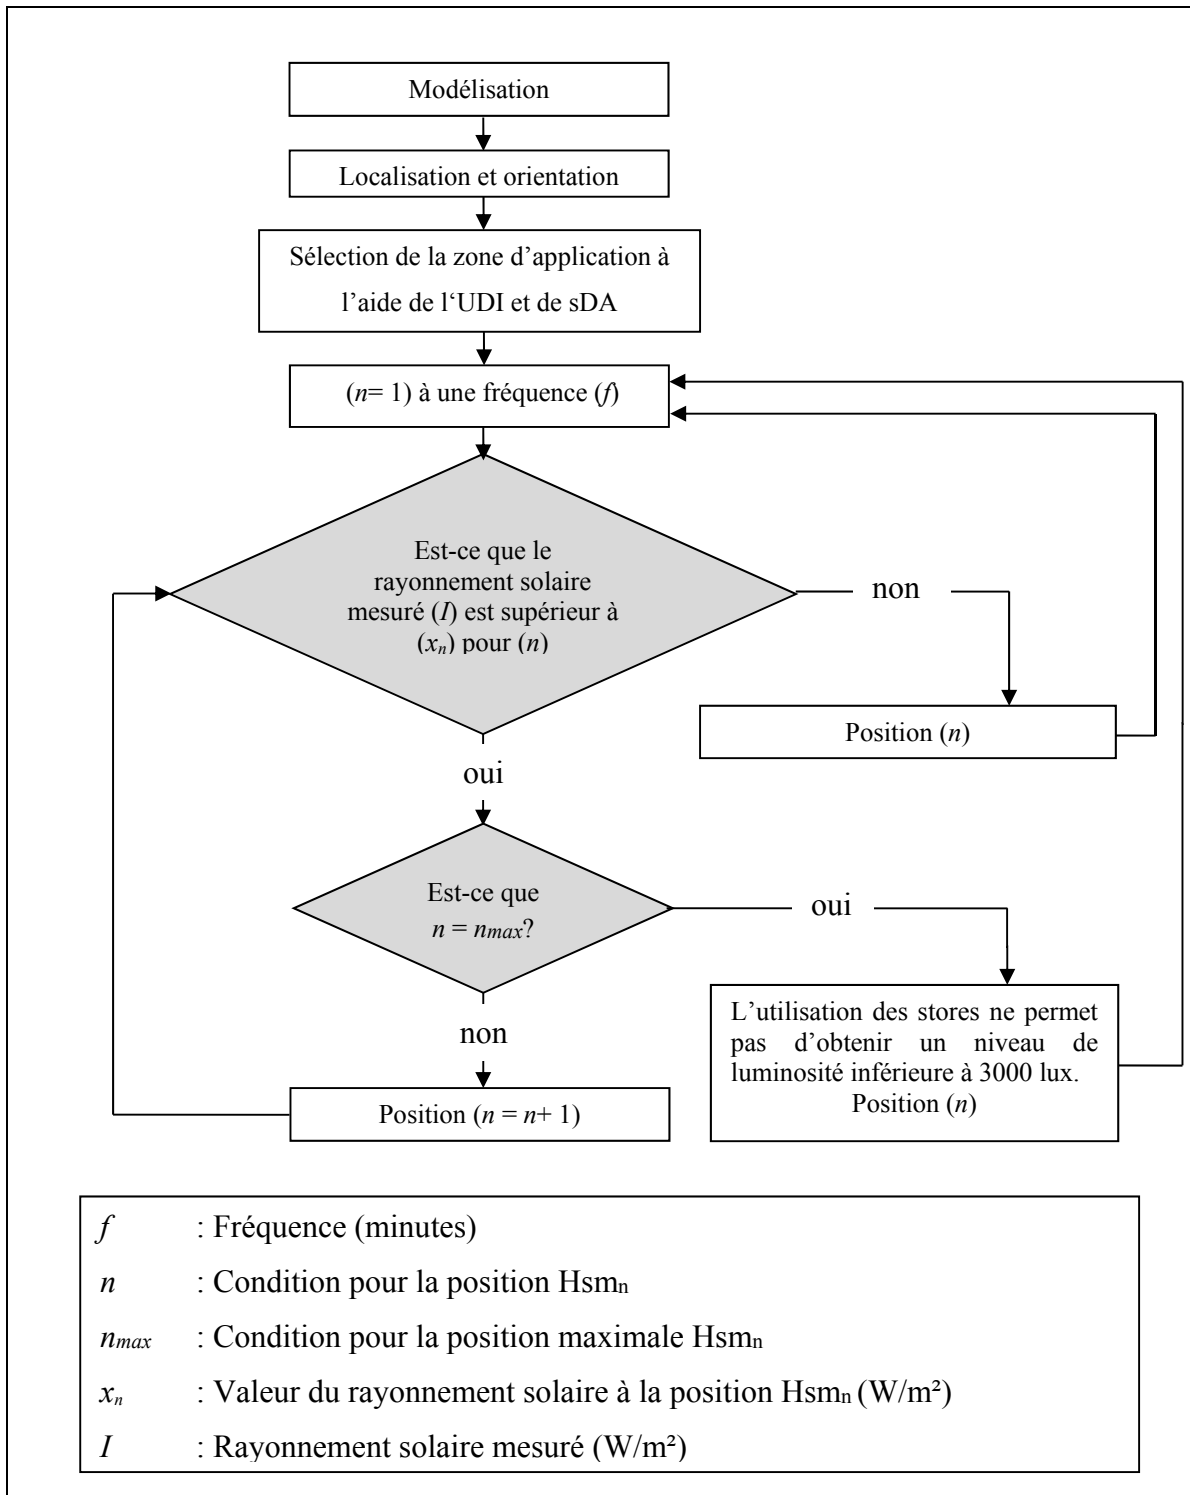 Modélisation
Localisation et orientation
Sélection de la zone d’application à
l’aide de l‘UDI et de sDA
(n= 1) à une fréquence (f)
Est-ce que le
rayonnement solaire
mesuré (I) est supérieur à
(xn) pour (n)
non
Position (n)
oui
Est-ce que
n = nmax?
oui
L’utilisation des stores ne permet
pas d’obtenir un niveau de
luminosité inférieure à 3000 lux.
Position (n)
non
Position (n = n+ 1)
f : Fréquence (minutes)
n : Condition pour la position Hsmn
nmax : Condition pour la position maximale Hsmn
xn : Valeur du rayonnement solaire à la position Hsmn (W/m²)
I : Rayonnement solaire mesuré (W/m²)